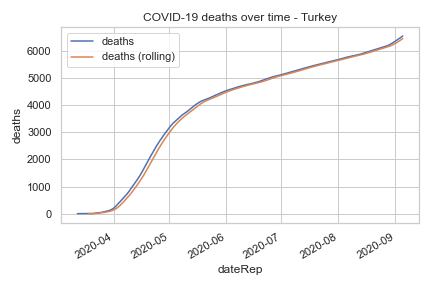 COVID-19 deaths over time - Turkey
deaths
deaths (rolling)
deaths
6000
5000
4000
3000
2000
1000
0
2020-04
2020-05
2020-06
2020-07
2020-08
2020-09
dateRep